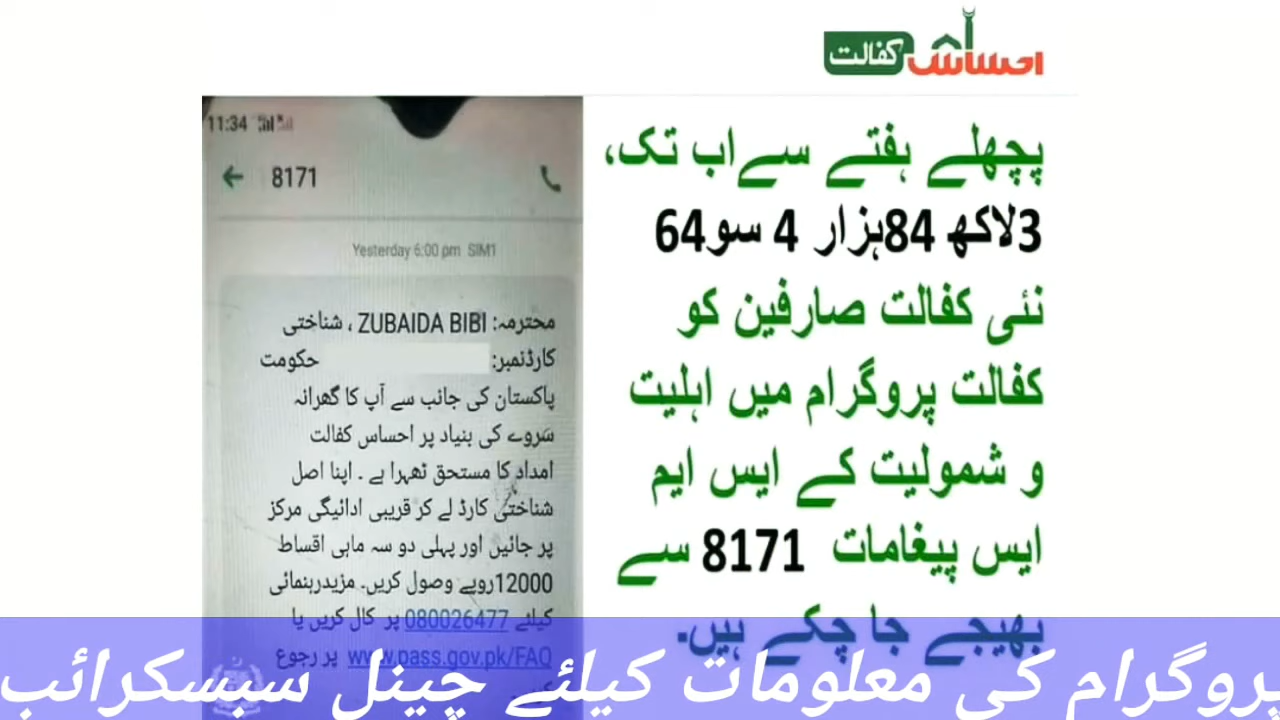 احساس کفالت
پچھلے ہفتے سے اب تک،
3لاکھ 84ہزار 4 سو64
نئی کفالت صارفین کو
کفالت پروگرام میں اہلیت
و شمولیت کے ایس ایم
ایس پیغامات 8171 سے
بھیجے جا چکے ہیں۔
11:34
8171
Yesterday 6:00 pm SIM1
محترمہ: ZUBAIDA BIBI ، شناختی
کارڈنمبر: حکومت
پاکستان کی جانب سے آپ کا گھرانہ
سروے کی بنیاد پر احساس کفالت
امداد کا مستحق ٹھہرا ہے ۔ اپنا اصل
شناختی کارڈ لے کر قریبی ادائیگی مرکز
پر جائیں اور پہلی دو سہ ماہی اقساط
12000روپے وصول کریں۔ مزیدرہنمائی
کیلئے 080026477 پر کال کریں یا
www.pass.gov.pk/FAQ پر رجوع
پروگرام کی معلومات کیلئے چینل سبسکرائب